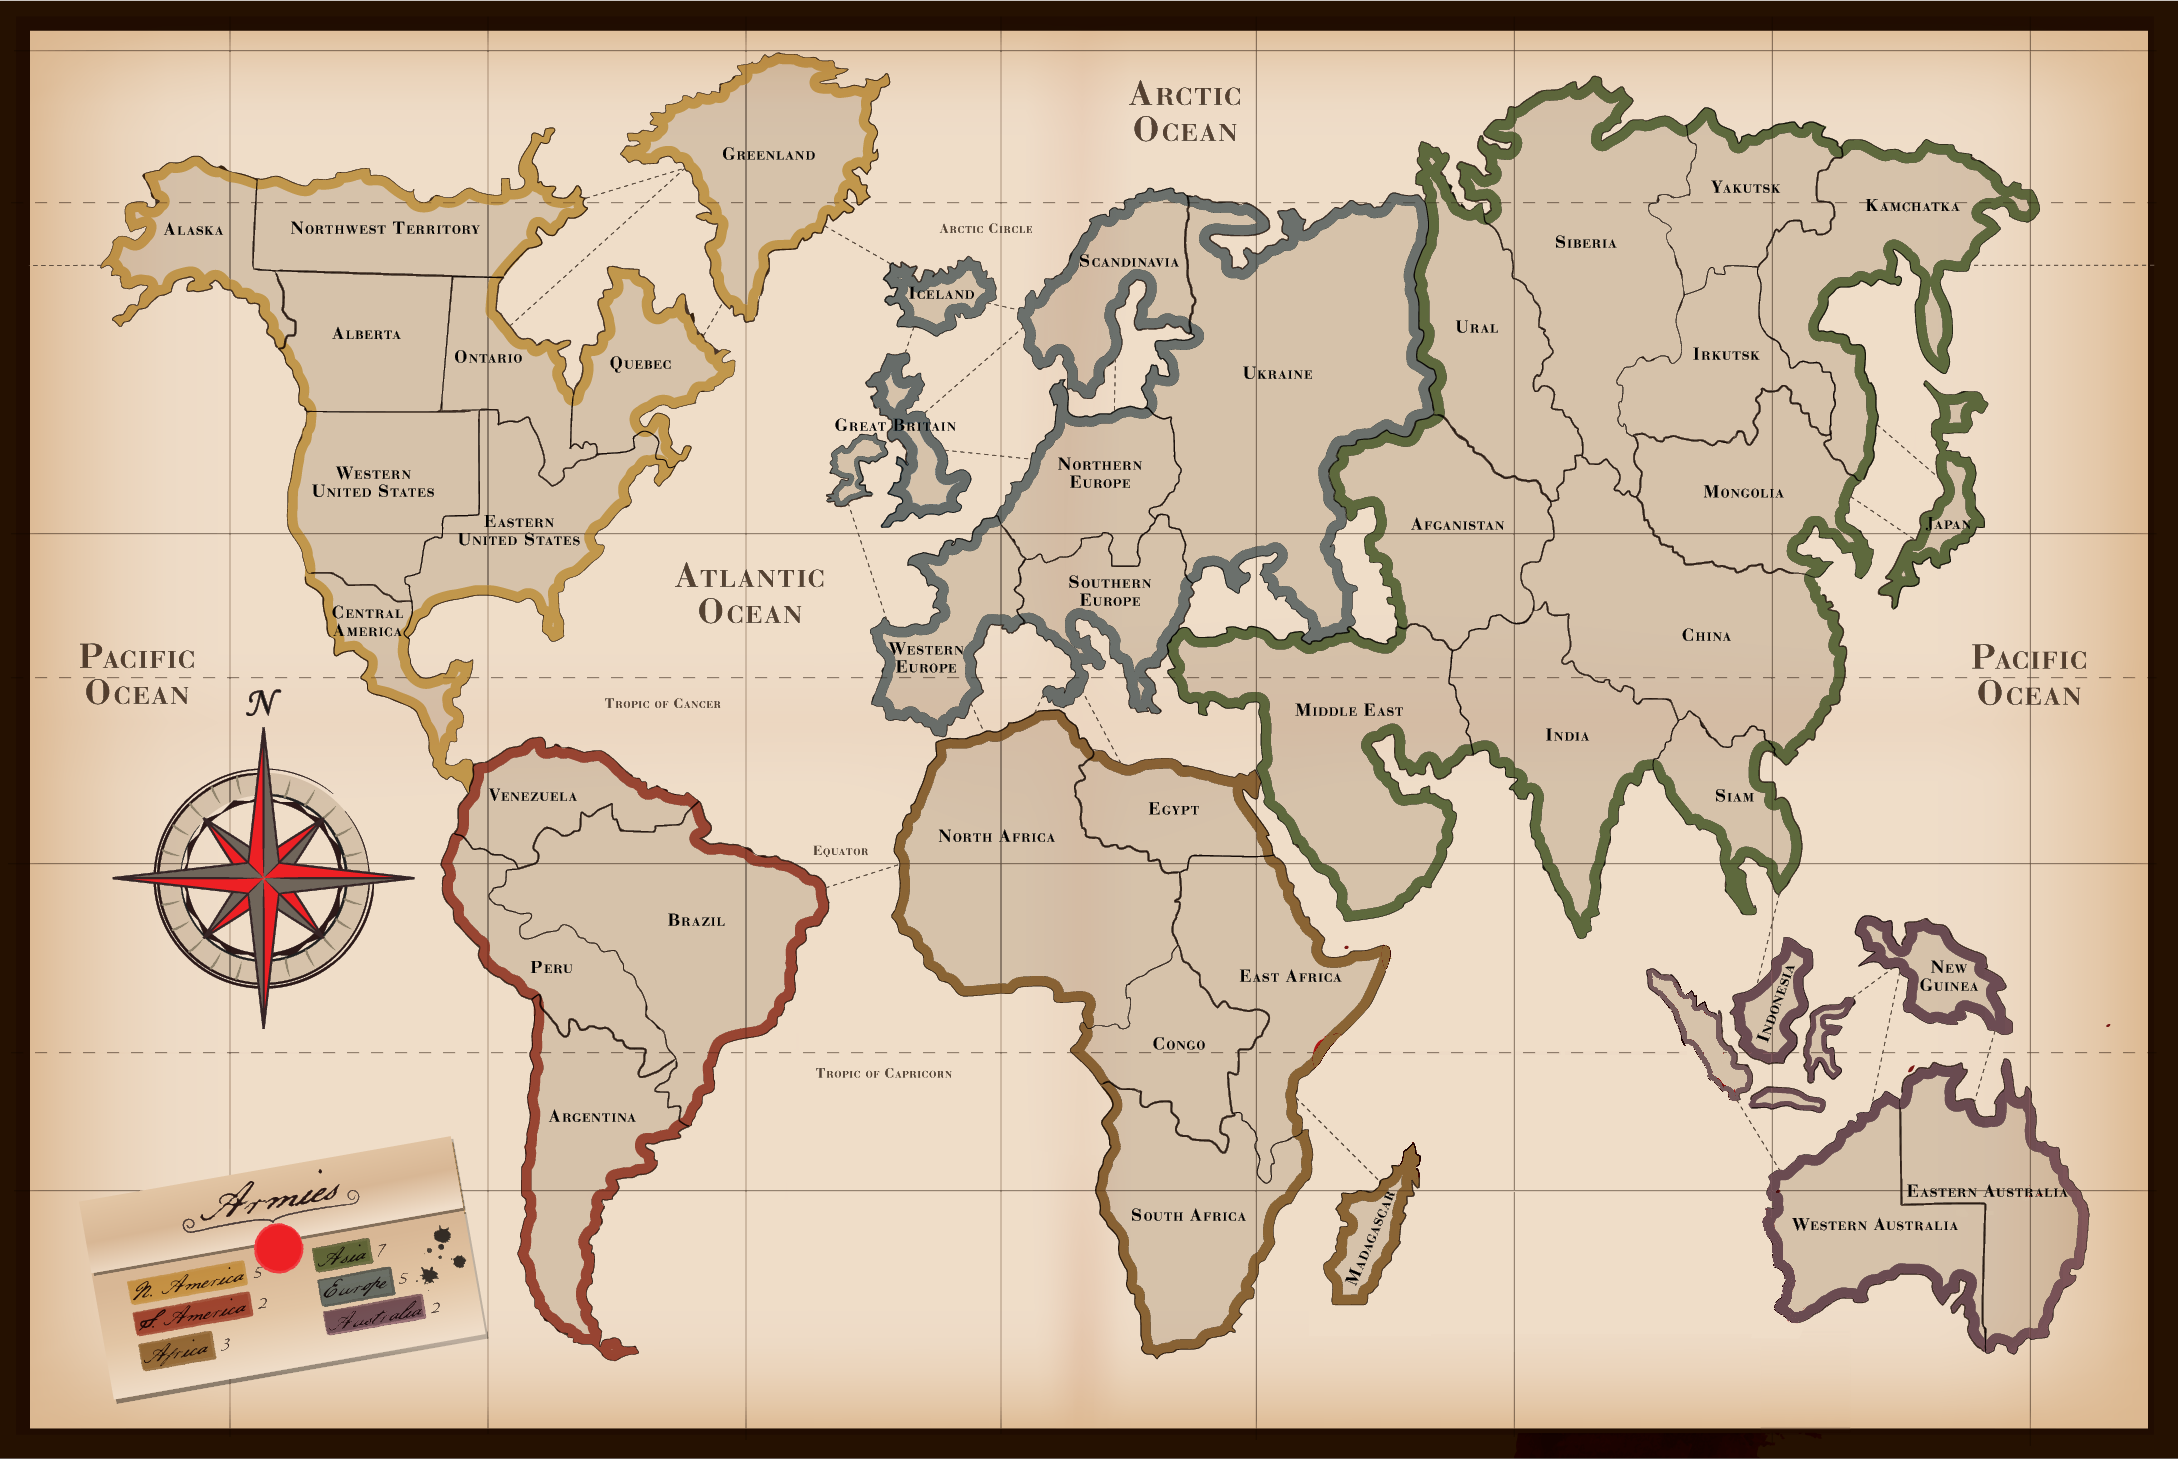 Arctic
Ocean
Greenland
Alaska
Northwest Territory
Arctic Circle
Iceland
Scandinavia
Siberia
Yakutsk
Kamchatka
Alberta
Ontario
Quebec
Great Britain
Ukraine
Ural
Irkutsk
Western
United States
Eastern
United States
Northern
Europe
Afganistan
Mongolia
Japan
Atlantic
Ocean
Southern
Europe
Central
America
Western
Europe
China
Pacific
Ocean
Pacific
Ocean
N
Tropic of Cancer
Middle East
India
Siam
Venezuela
North Africa
Egypt
Equator
Brazil
Peru
East Africa
Indonesia
New
Guinea
Congo
Tropic of Capricorn
Argentina
South Africa
Madagascar
Eastern Australia
Western Australia
Armies
N. America 5
S. America 2
Africa 3
Asia 7
Europe 5
Australia 2